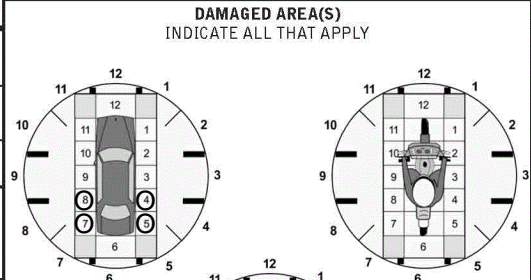 DAMAGED AREA(S)
INDICATE ALL THAT APPLY
12 12
11 1 11 1
12 12
10 11 1 2 10 11 1 2
10 2 10 2
9 9 3 3 9 9 3 3
8 4 8 4
8 7 5 4 8 7 5 4
6 6
7 5 7 5
6 12 6
11 1